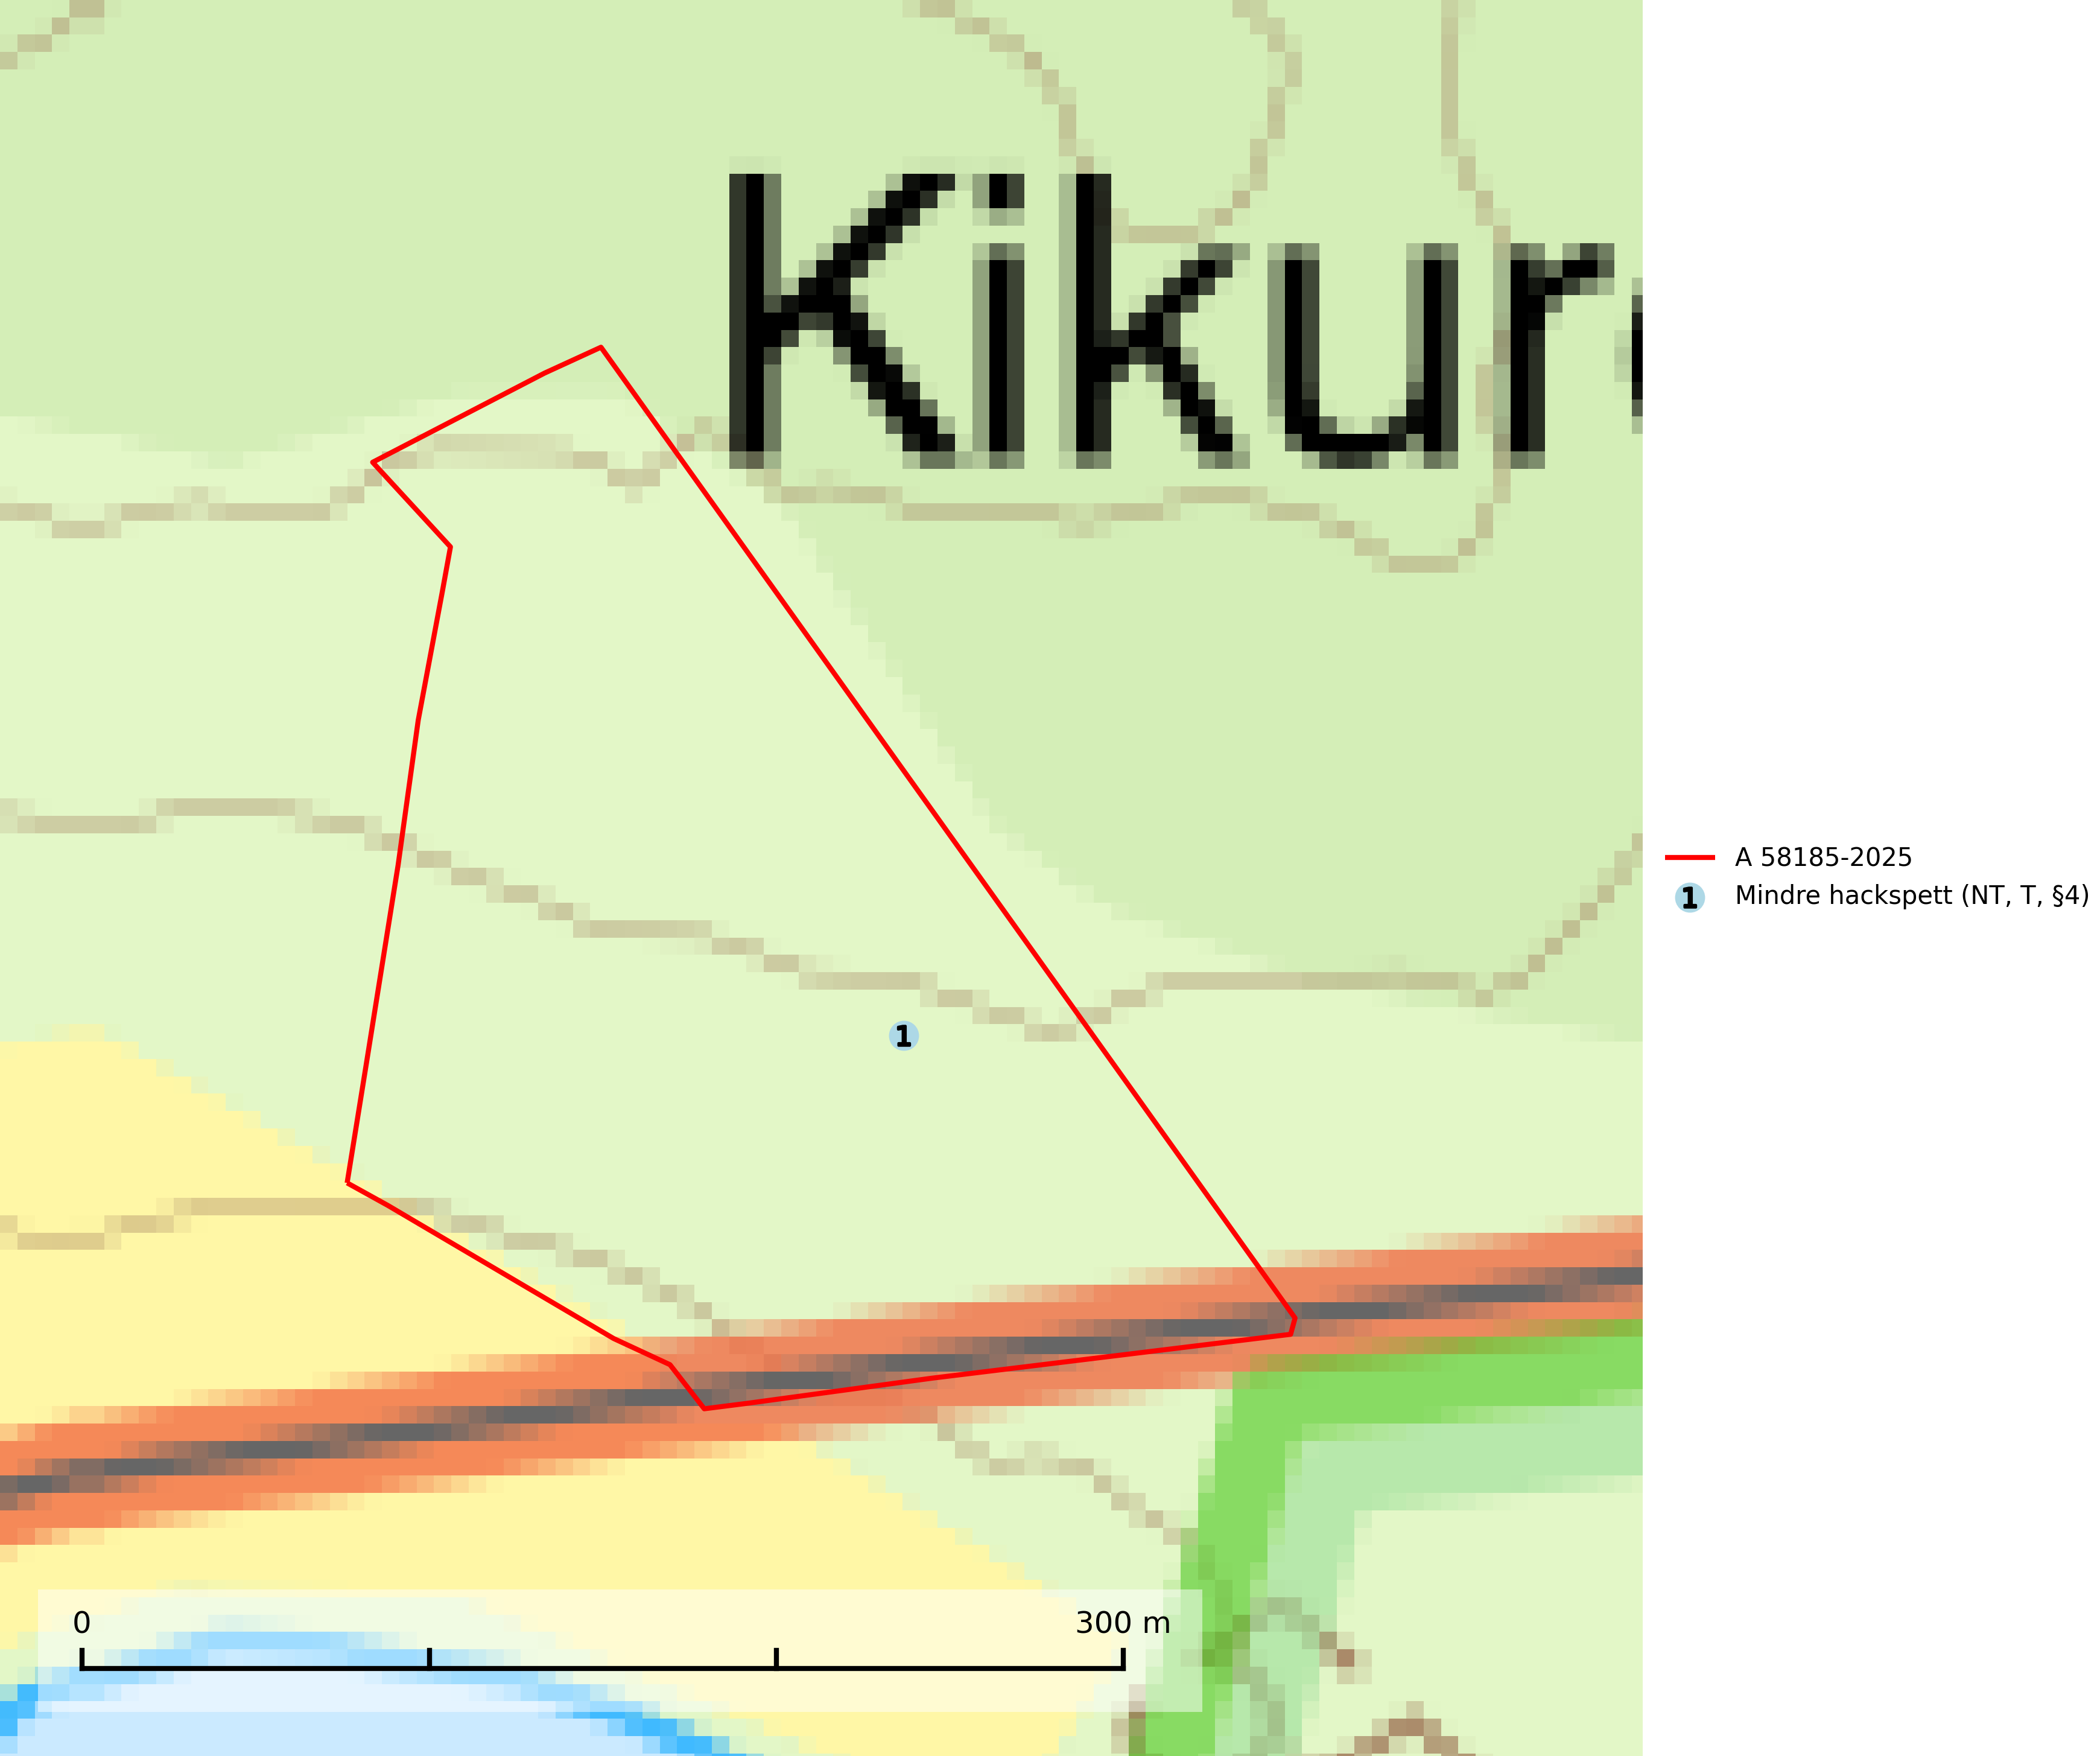 Kikur
A 58185-2025
1 Mindre hackspett (NT, T, §4)
1
0 300 m